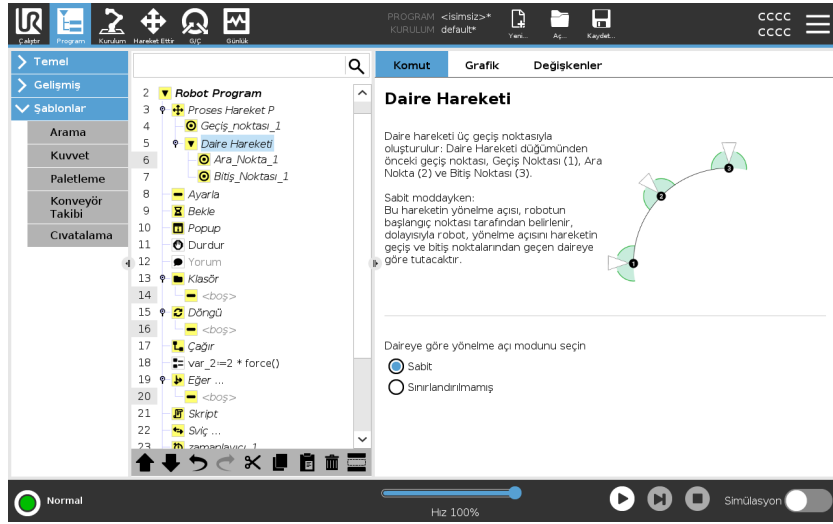 PROGRAM <isimsiz>*
KURULUM default*
Çalıştır
Program
Kurulum
Hareket Ettir
G/Ç
Günlük
Yeni...
Aç...
Kaydet...
cccc
cccc
Temel
Gelişmiş
Şablonlar
Arama
Kuvvet
Paletleme
Konveyör
Takibi
Cıvatalama
2 Robot Program
3 Proses Hareket P
4 Geçiş_noktası_1
5 Daire Hareketi
6 Ara_Nokta_1
7 Bitiş_Noktası_1
8 Ayarla
9 Bekle
10 Popup
11 Durdur
12 Yorum
13 Klasör
14 <boş>
15 Döngü
16 <boş>
17 Çağır
18 var_2:=2 * force()
19 Eğer ...
20 <boş>
21 Skript
22 Sviç ...
23 zamanlayıcı_1
Komut
Grafik
Değişkenler
Daire Hareketi
Daire hareketi üç geçiş noktasıyla
oluşturulur: Daire Hareketi düğümünden
önceki geçiş noktası, Geçiş Noktası (1), Ara
Nokta (2) ve Bitiş Noktası (3).
Sabit moddayken:
Bu hareketin yönelme açısı, robotun
başlangıç noktası tarafından belirlenir,
dolayısıyla robot, yönelme açısını hareketin
geçiş ve bitiş noktalarından geçen daireye
göre tutacaktır.
1
2
3
Daireye göre yönelme açı modunu seçin
Sabit
Sınırlandırılmamış
Normal
Hız 100%
Simülasyon